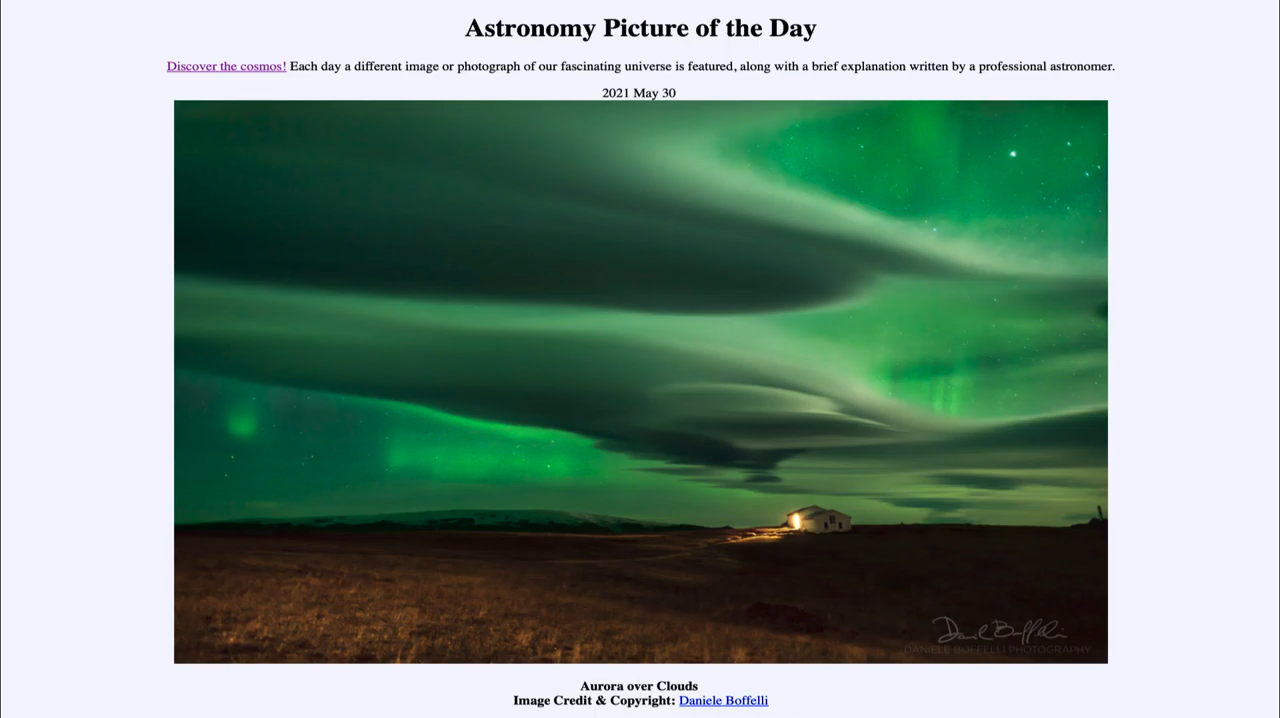 Astronomy Picture of the Day
Discover the cosmos! Each day a different image or photograph of our fascinating universe is featured, along with a brief explanation written by a professional astronomer.
2021 May 30
Daniele Boffelli
DANIELE BOFFELLI PHOTOGRAPHY
Aurora over Clouds
Image Credit & Copyright: Daniele Boffelli